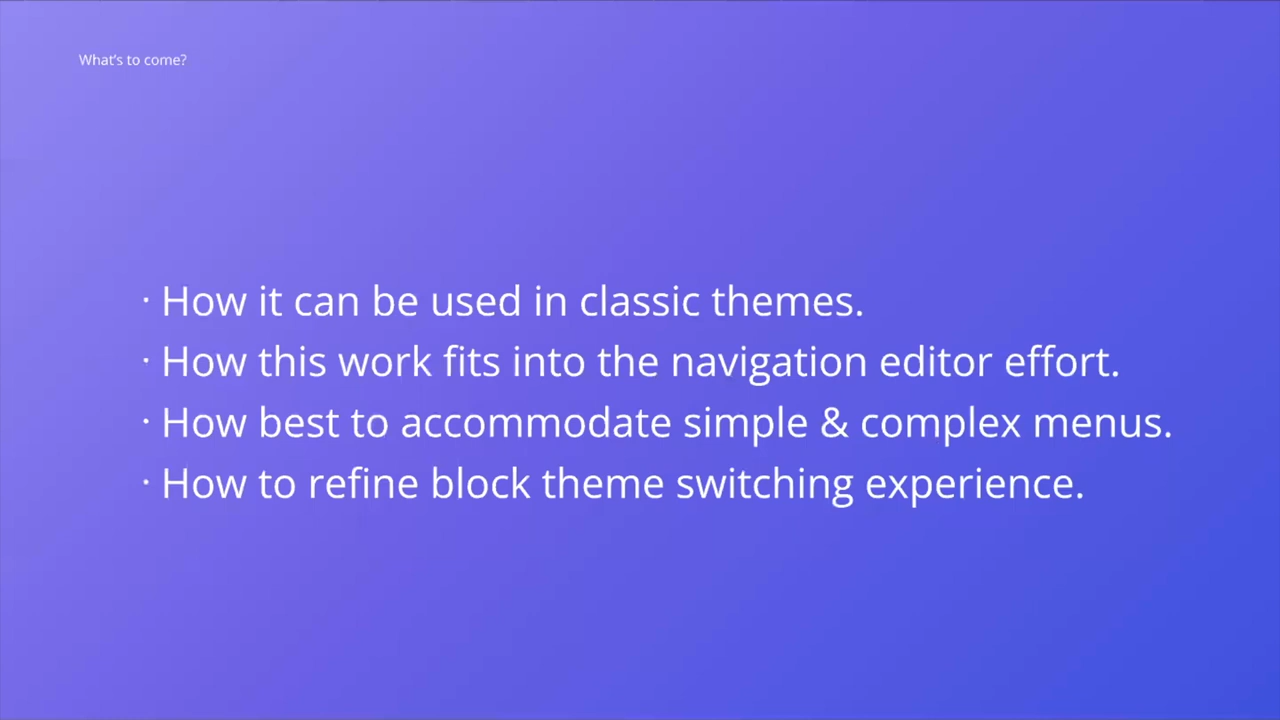 What's to come?
· How it can be used in classic themes.
· How this work fits into the navigation editor effort.
· How best to accommodate simple & complex menus.
· How to refine block theme switching experience.